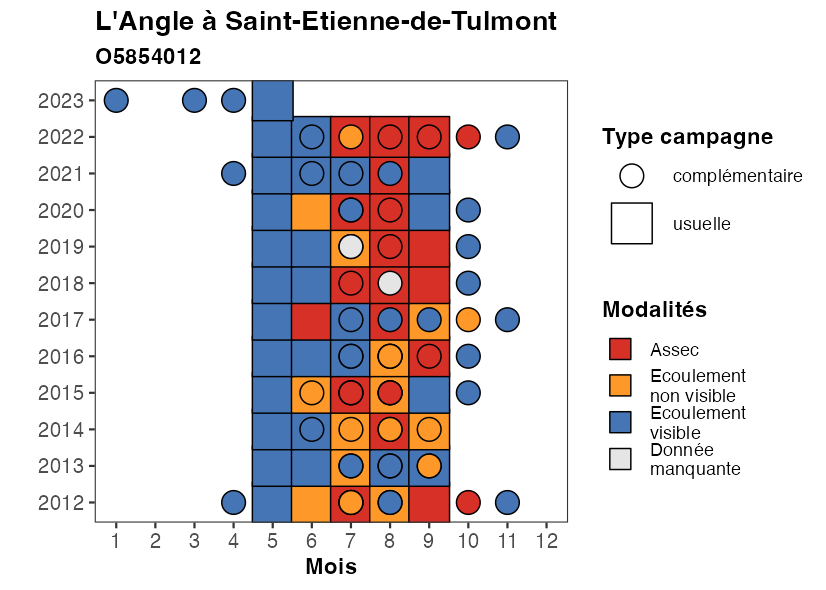 L'Angle à Saint-Etienne-de-Tulmont
O5854012
2023
2022
2021
2020
2019
2018
2017
2016
2015
2014
2013
2012
1 2 3 4 5 6 7 8 9 10 11 12
Mois
Type campagne
complémentaire
usuelle
Modalités
Assec
Ecoulement
non visible
Ecoulement
visible
Donnée
manquante